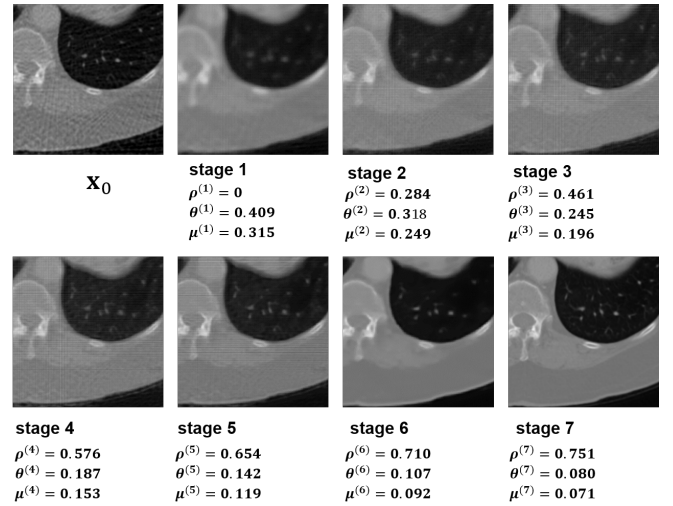 x₀
stage 1
ρ⁽¹⁾ = 0
θ⁽¹⁾ = 0.409
μ⁽¹⁾ = 0.315
stage 2
ρ⁽²⁾ = 0.284
θ⁽²⁾ = 0.318
μ⁽²⁾ = 0.249
stage 3
ρ⁽³⁾ = 0.461
θ⁽³⁾ = 0.245
μ⁽³⁾ = 0.196
stage 4
ρ⁽⁴⁾ = 0.576
θ⁽⁴⁾ = 0.187
μ⁽⁴⁾ = 0.153
stage 5
ρ⁽⁵⁾ = 0.654
θ⁽⁵⁾ = 0.142
μ⁽⁵⁾ = 0.119
stage 6
ρ⁽⁶⁾ = 0.710
θ⁽⁶⁾ = 0.107
μ⁽⁶⁾ = 0.092
stage 7
ρ⁽⁷⁾ = 0.751
θ⁽⁷⁾ = 0.080
μ⁽⁷⁾ = 0.071